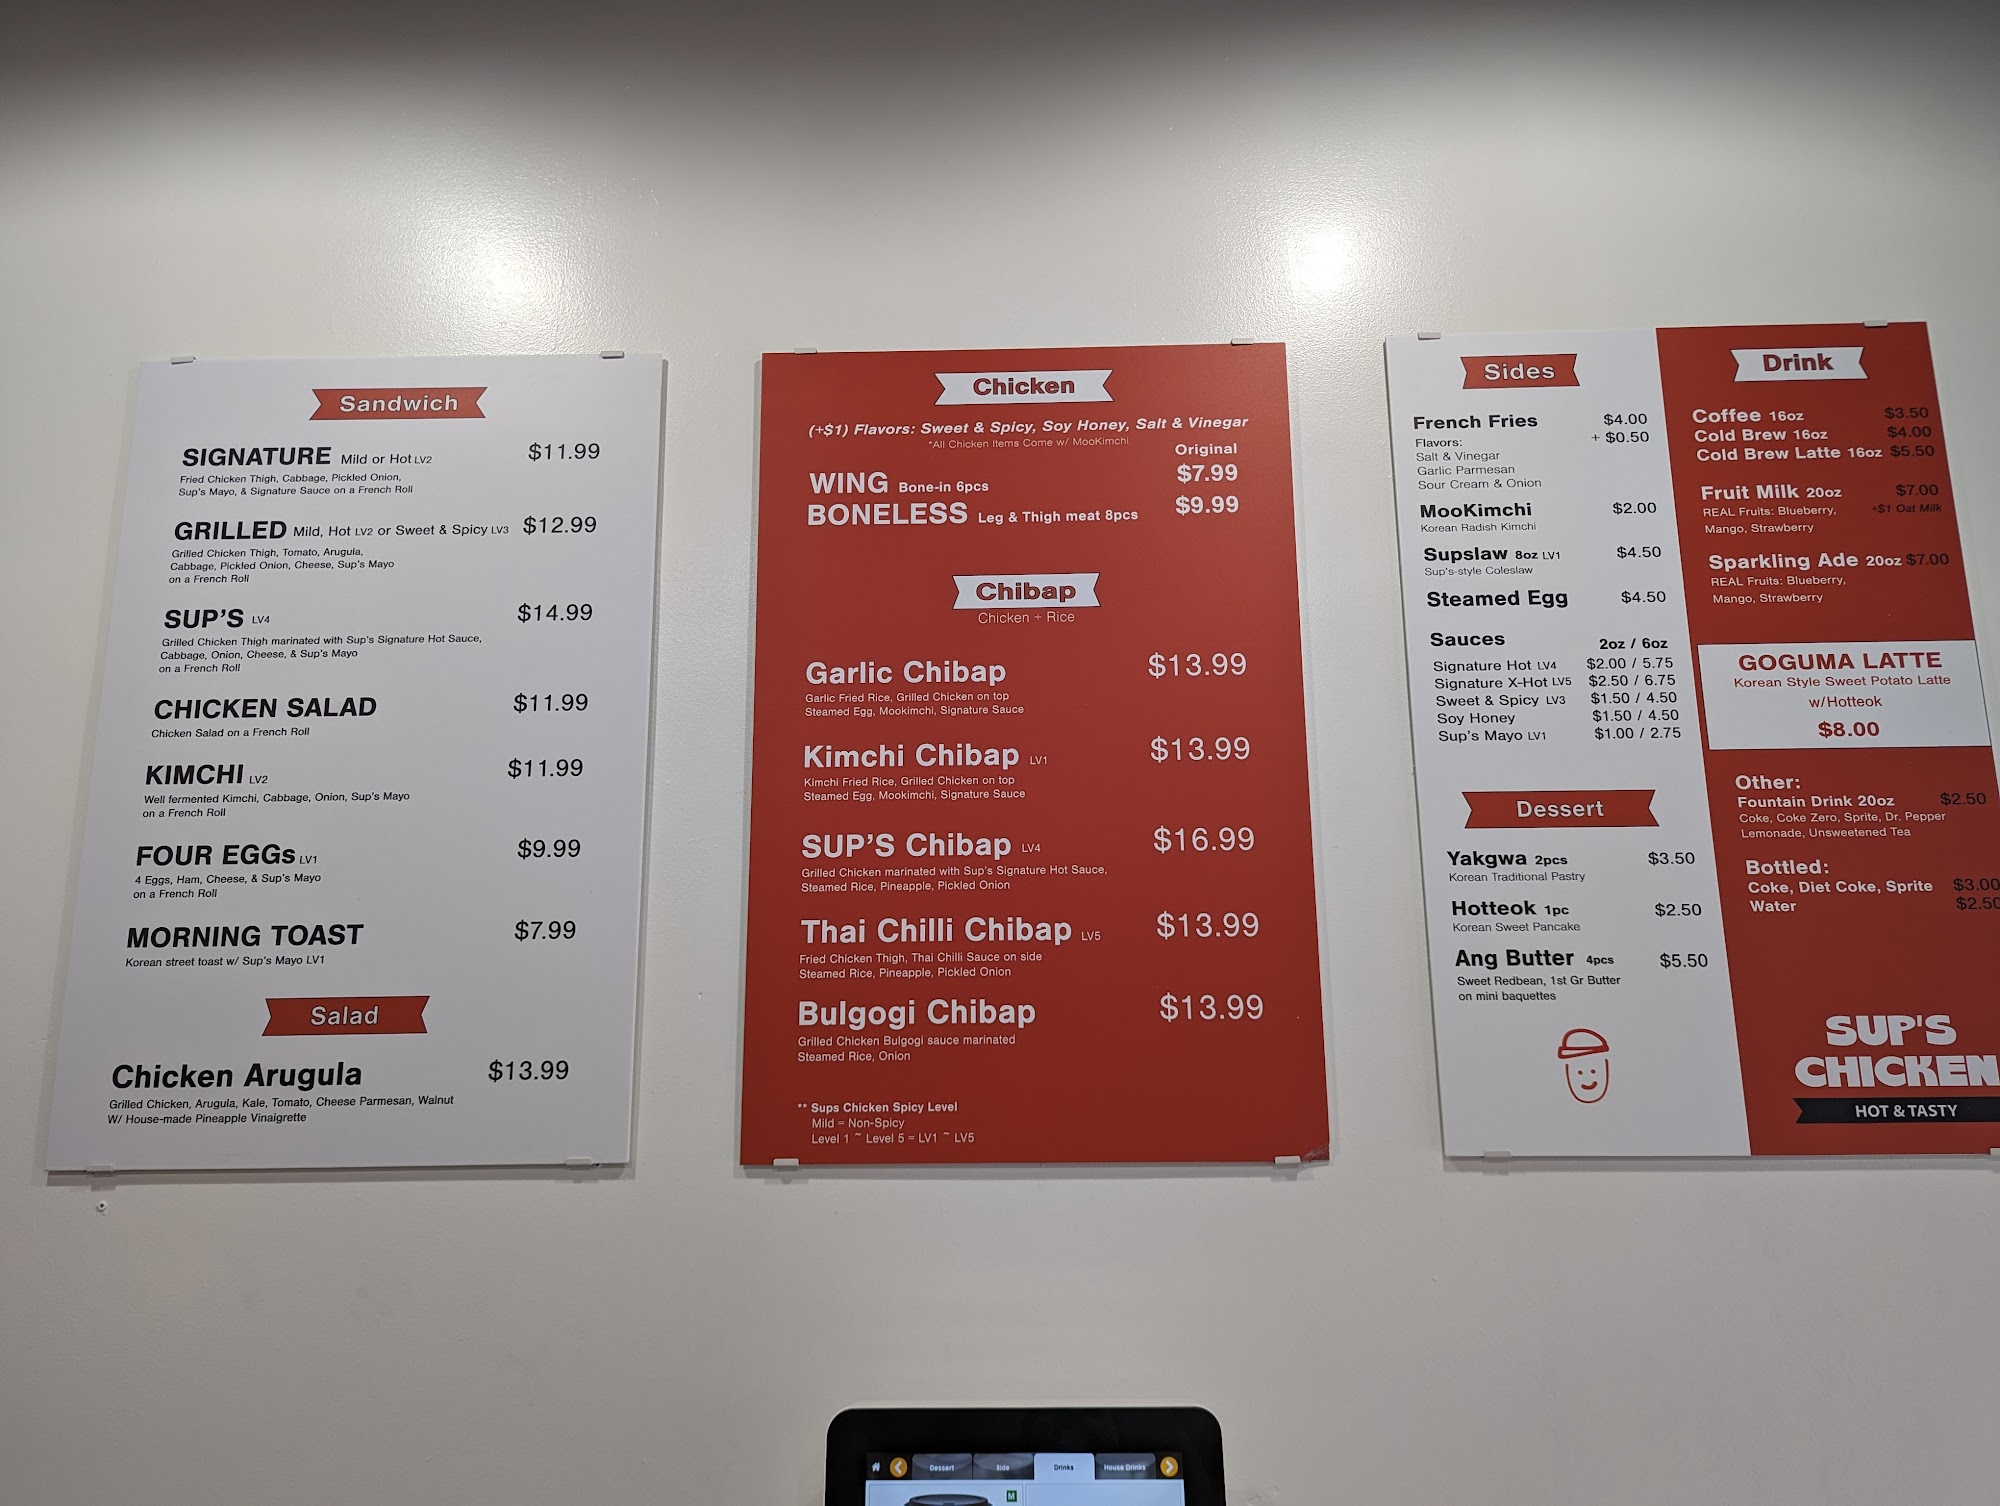 Sandwich
SIGNATURE Mild or Hot LV2 $11.99
Fried Chicken Thigh, Cabbage, Pickled Onion,
Sup's Mayo, & Signature Sauce on a French Roll
GRILLED Mild, Hot LV2 or Sweet & Spicy LV3 $12.99
Grilled Chicken Thigh, Tomato, Arugula,
Cabbage, Pickled Onion, Cheese, Sup's Mayo
on a French Roll
SUP'S LV4 $14.99
Grilled Chicken Thigh marinated with Sup's Signature Hot Sauce,
Cabbage, Onion, Cheese, & Sup's Mayo
on a French Roll
CHICKEN SALAD $11.99
Chicken Salad on a French Roll
KIMCHI LV2 $11.99
Well fermented Kimchi, Cabbage, Onion, Sup's Mayo
on a French Roll
FOUR EGGs LV1 $9.99
4 Eggs, Ham, Cheese, & Sup's Mayo
on a French Roll
MORNING TOAST $7.99
Korean street toast w/ Sup's Mayo LV1
Salad
Chicken Arugula $13.99
Grilled Chicken, Arugula, Kale, Tomato, Cheese Parmesan, Walnut
W/ House-made Pineapple Vinaigrette
Chicken
(+$1) Flavors: Sweet & Spicy, Soy Honey, Salt & Vinegar
*All Chicken Items Come w/ MooKimchi
Original
WING Bone-in 6pcs $7.99
BONELESS Leg & Thigh meat 8pcs $9.99
Chibap
Chicken + Rice
Garlic Chibap $13.99
Garlic Fried Rice, Grilled Chicken on top
Steamed Egg, Mookimchi, Signature Sauce
Kimchi Chibap LV1 $13.99
Kimchi Fried Rice, Grilled Chicken on top
Steamed Egg, Mookimchi, Signature Sauce
SUP'S Chibap LV4 $16.99
Grilled Chicken marinated with Sup's Signature Hot Sauce,
Steamed Rice, Pineapple, Pickled Onion
Thai Chilli Chibap LV5 $13.99
Fried Chicken Thigh, Thai Chilli Sauce on side
Steamed Rice, Pineapple, Pickled Onion
Bulgogi Chibap $13.99
Grilled Chicken Bulgogi sauce marinated
Steamed Rice, Onion
** Sups Chicken Spicy Level
Mild = Non-Spicy
Level 1 ~ Level 5 = LV1 ~ LV5
Sides
French Fries $4.00
Flavors: + $0.50
Salt & Vinegar
Garlic Parmesan
Sour Cream & Onion
MooKimchi $2.00
Korean Radish Kimchi
Supslaw 8oz LV1 $4.50
Sup's-style Coleslaw
Steamed Egg $4.50
Sauces 2oz / 6oz
Signature Hot LV4 $2.00 / 5.75
Signature X-Hot LV5 $2.50 / 6.75
Sweet & Spicy LV3 $1.50 / 4.50
Soy Honey $1.50 / 4.50
Sup's Mayo LV1 $1.00 / 2.75
Dessert
Yakgwa 2pcs $3.50
Korean Traditional Pastry
Hotteok 1pc $2.50
Korean Sweet Pancake
Ang Butter 4pcs $5.50
Sweet Redbean, 1st Gr Butter
on mini baquettes
Drink
Coffee 16oz $3.50
Cold Brew 16oz $4.00
Cold Brew Latte 16oz $5.50
Fruit Milk 20oz $7.00
REAL Fruits: Blueberry, +$1 Oat Milk
Mango, Strawberry
Sparkling Ade 20oz $7.00
REAL Fruits: Blueberry,
Mango, Strawberry
GOGUMA LATTE
Korean Style Sweet Potato Latte
w/Hotteok
$8.00
Other:
Fountain Drink 20oz $2.50
Coke, Coke Zero, Sprite, Dr. Pepper
Lemonade, Unsweetened Tea
Bottled:
Coke, Diet Coke, Sprite $3.00
Water $2.50
SUP'S
CHICKEN
HOT & TASTY
Dessert Side Drinks House Drinks
M